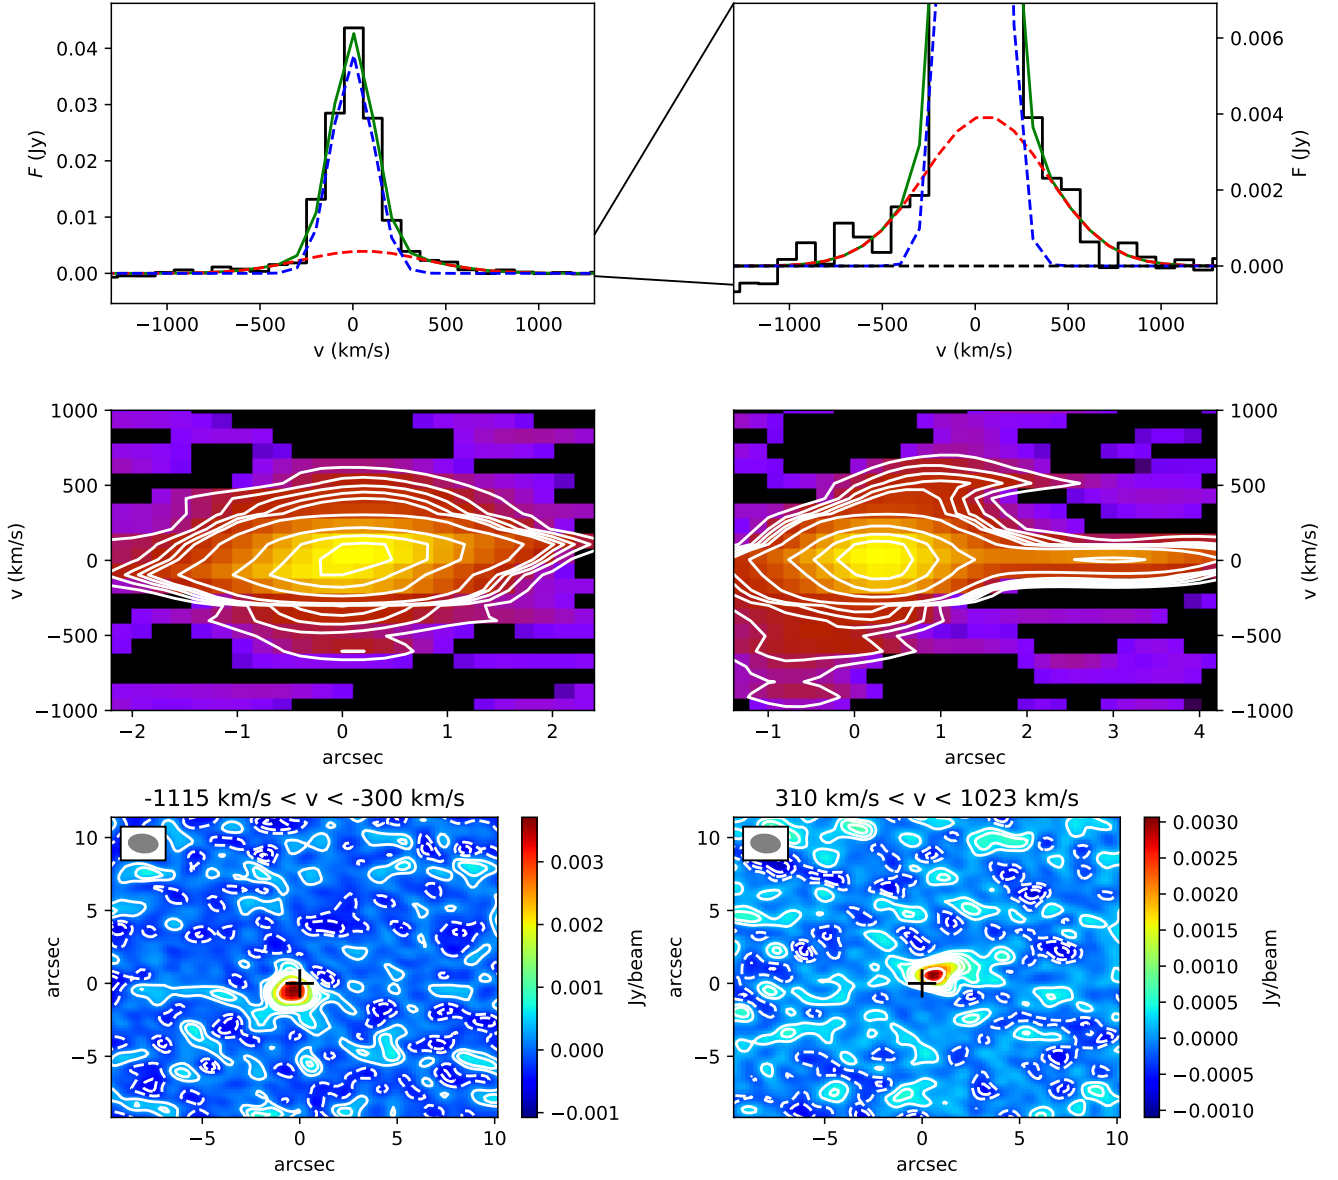 0.04
0.03
0.02
0.01
0.00
F (Jy)
−1000 −500 0 500 1000
v (km/s)
0.006
0.004
0.002
0.000
F (Jy)
−1000 −500 0 500 1000
v (km/s)
1000
500
0
−500
−1000
v (km/s)
−2 −1 0 1 2
arcsec
1000
500
0
−500
−1000
v (km/s)
−1 0 1 2 3 4
arcsec
-1115 km/s < v < -300 km/s
10
5
0
−5
arcsec
−5 0 5 10
arcsec
0.003
0.002
0.001
0.000
−0.001
Jy/beam
310 km/s < v < 1023 km/s
10
5
0
−5
arcsec
−5 0 5 10
arcsec
0.0030
0.0025
0.0020
0.0015
0.0010
0.0005
0.0000
−0.0005
−0.0010
Jy/beam